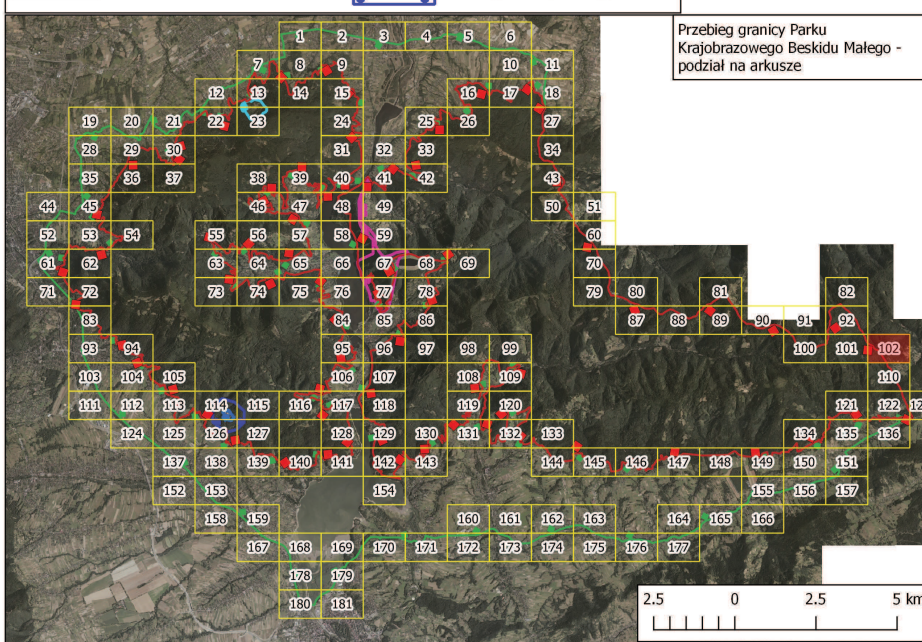 Przebieg granicy Parku
Krajobrazowego Beskidu Małego -
podział na arkusze
1 2 3 4 5 6
7 8 9 10 11
12 13 14 15 16 17 18
19 20 21 22 23 24 25 26 27
28 29 30 31 32 33 34
35 36 37 38 39 40 41 42 43
44 45 46 47 48 49 50 51
52 53 54 55 56 57 58 59 60
61 62 63 64 65 66 67 68 69 70
71 72 73 74 75 76 77 78 79 80 81 82
83 84 85 86 87 88 89 90 91 92
93 94 95 96 97 98 99 100 101 102
103 104 105 106 107 108 109 110
111 112 113 114 115 116 117 118 119 120 121 122
124 125 126 127 128 129 130 131 132 133 134 135 136
137 138 139 140 141 142 143 144 145 146 147 148 149 150 151
152 153 154 155 156 157
158 159 160 161 162 163 164 165 166
167 168 169 170 171 172 173 174 175 176 177
178 179
180 181
2.5 0 2.5 5 km